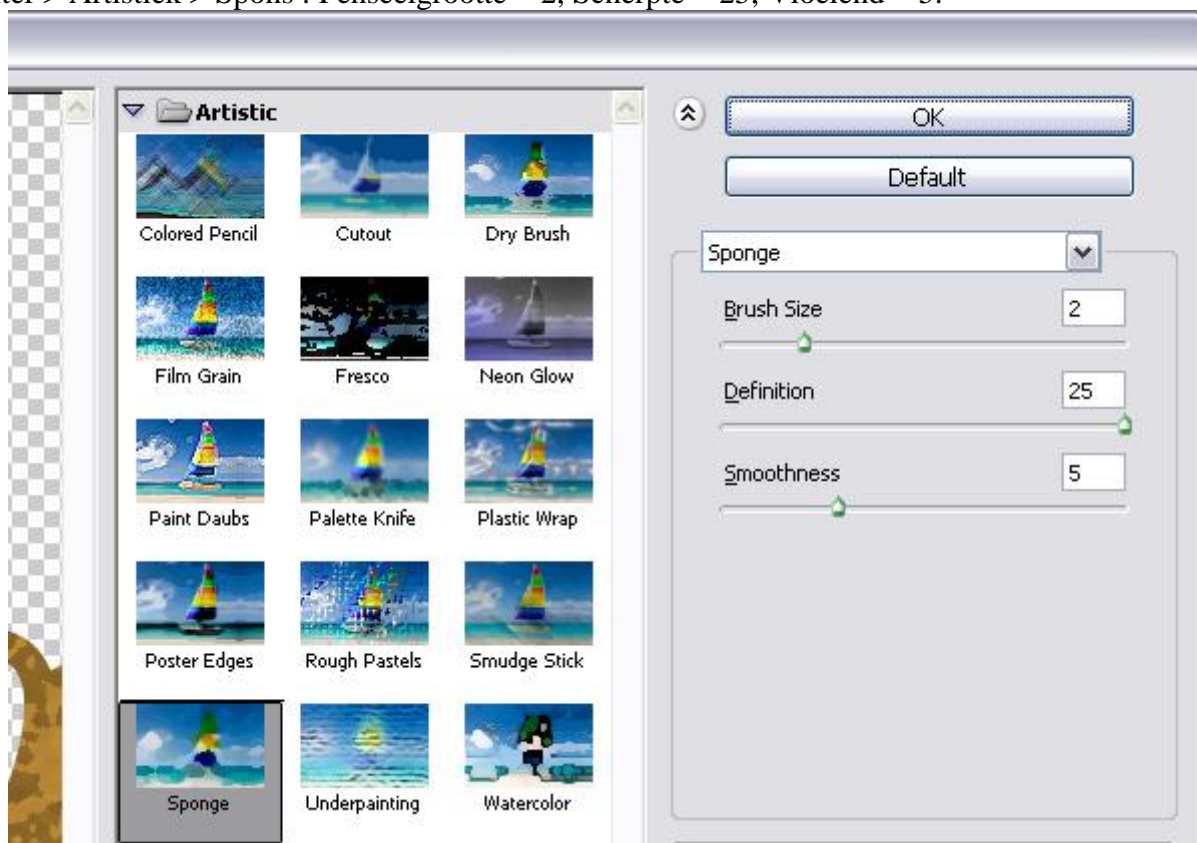 > Artistiek > Spons : Penseelgrootte = 2; Scherpte = 25; Vloeiend = 5.
Artistic
OK
Default
Colored Pencil Cutout Dry Brush
Sponge
Brush Size 2
Film Grain Fresco Neon Glow
Definition 25
Smoothness 5
Paint Daubs Palette Knife Plastic Wrap
Poster Edges Rough Pastels Smudge Stick
Sponge Underpainting Watercolor